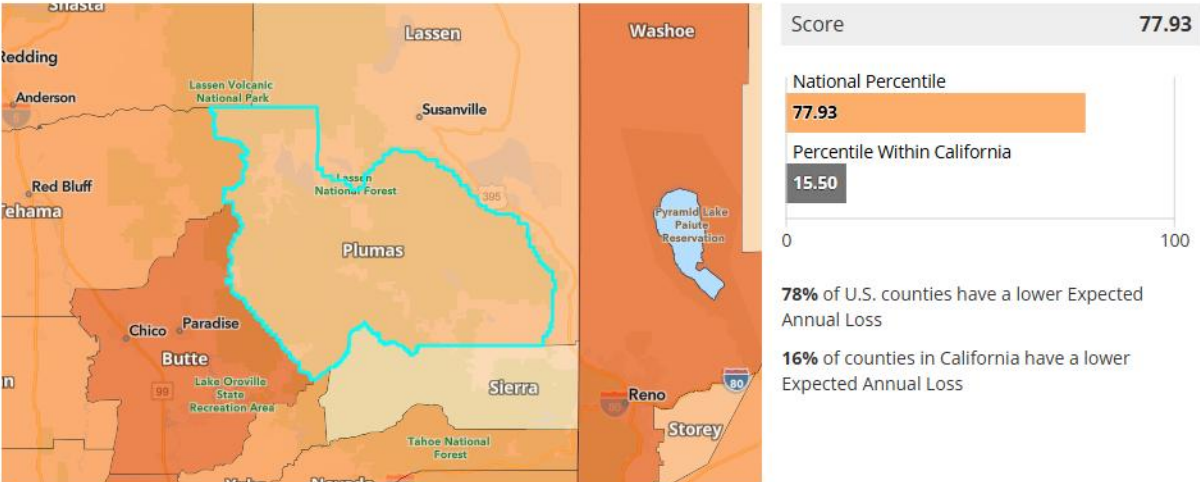 Shasta
Lassen
Washoe
Redding
Lassen Volcanic
National Park
Anderson
Susanville
Red Bluff
Lassen
National Forest
395
Tehama
Pyramid Lake
Paiute
Reservation
Plumas
Chico
Paradise
Butte
Lake Oroville
State
Recreation Area
99
Sierra
80
Reno
Storey
Tahoe National
Forest
Nevada
Score 77.93
National Percentile
77.93
Percentile Within California
15.50
0 100
78% of U.S. counties have a lower Expected
Annual Loss
16% of counties in California have a lower
Expected Annual Loss